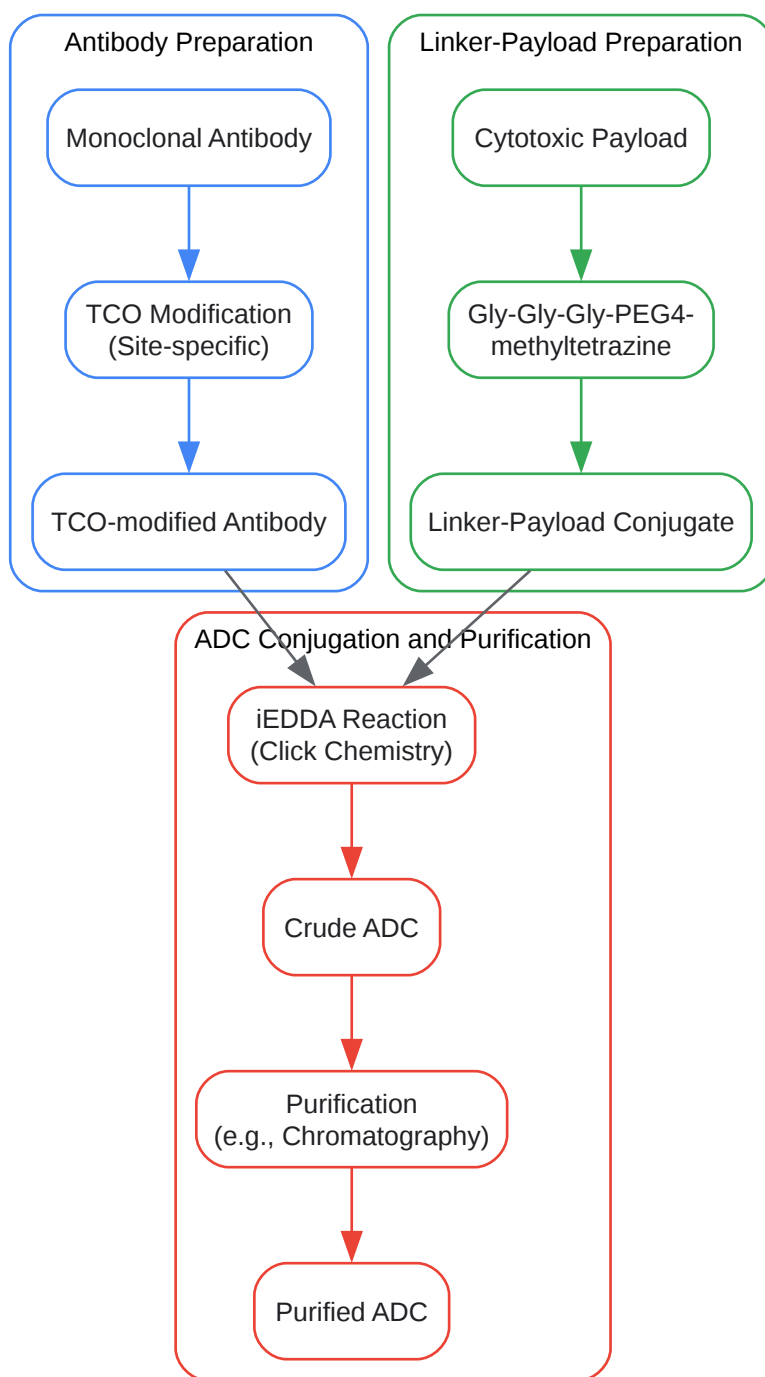 Antibody Preparation
Monoclonal Antibody
TCO Modification
(Site-specific)
TCO-modified Antibody
Linker-Payload Preparation
Cytotoxic Payload
Gly-Gly-Gly-PEG4-
methyltetrazine
Linker-Payload Conjugate
ADC Conjugation and Purification
iEDDA Reaction
(Click Chemistry)
Crude ADC
Purification
(e.g., Chromatography)
Purified ADC